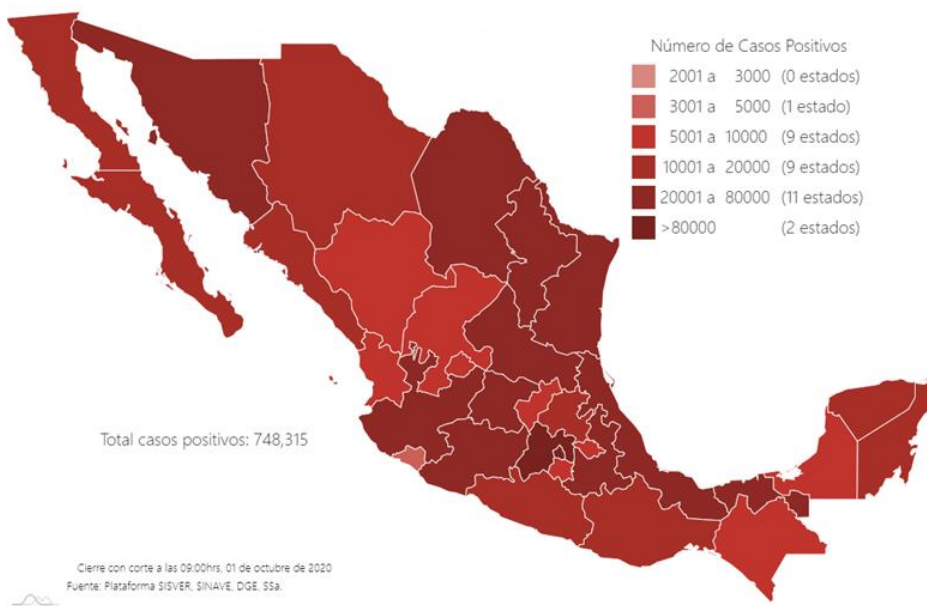 Número de Casos Positivos
2001 a 3000 (0 estados)
3001 a 5000 (1 estado)
5001 a 10000 (9 estados)
10001 a 20000 (9 estados)
20001 a 80000 (11 estados)
>80000 (2 estados)
Total casos positivos: 748,315
Cierre con corte a las 09:00hrs, 01 de octubre de 2020
Fuente: Plataforma SISVER, SINAVE, DGE, SSa.